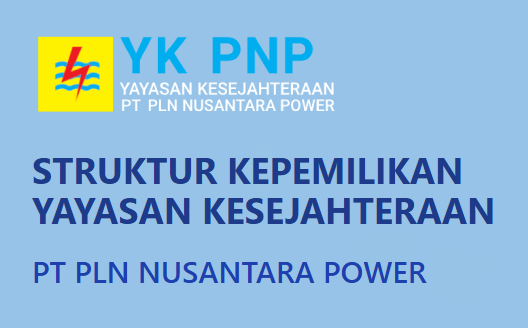 YK PNP
YAYASAN KESEJAHTERAAN
PT PLN NUSANTARA POWER
STRUKTUR KEPEMILIKAN
YAYASAN KESEJAHTERAAN
PT PLN NUSANTARA POWER